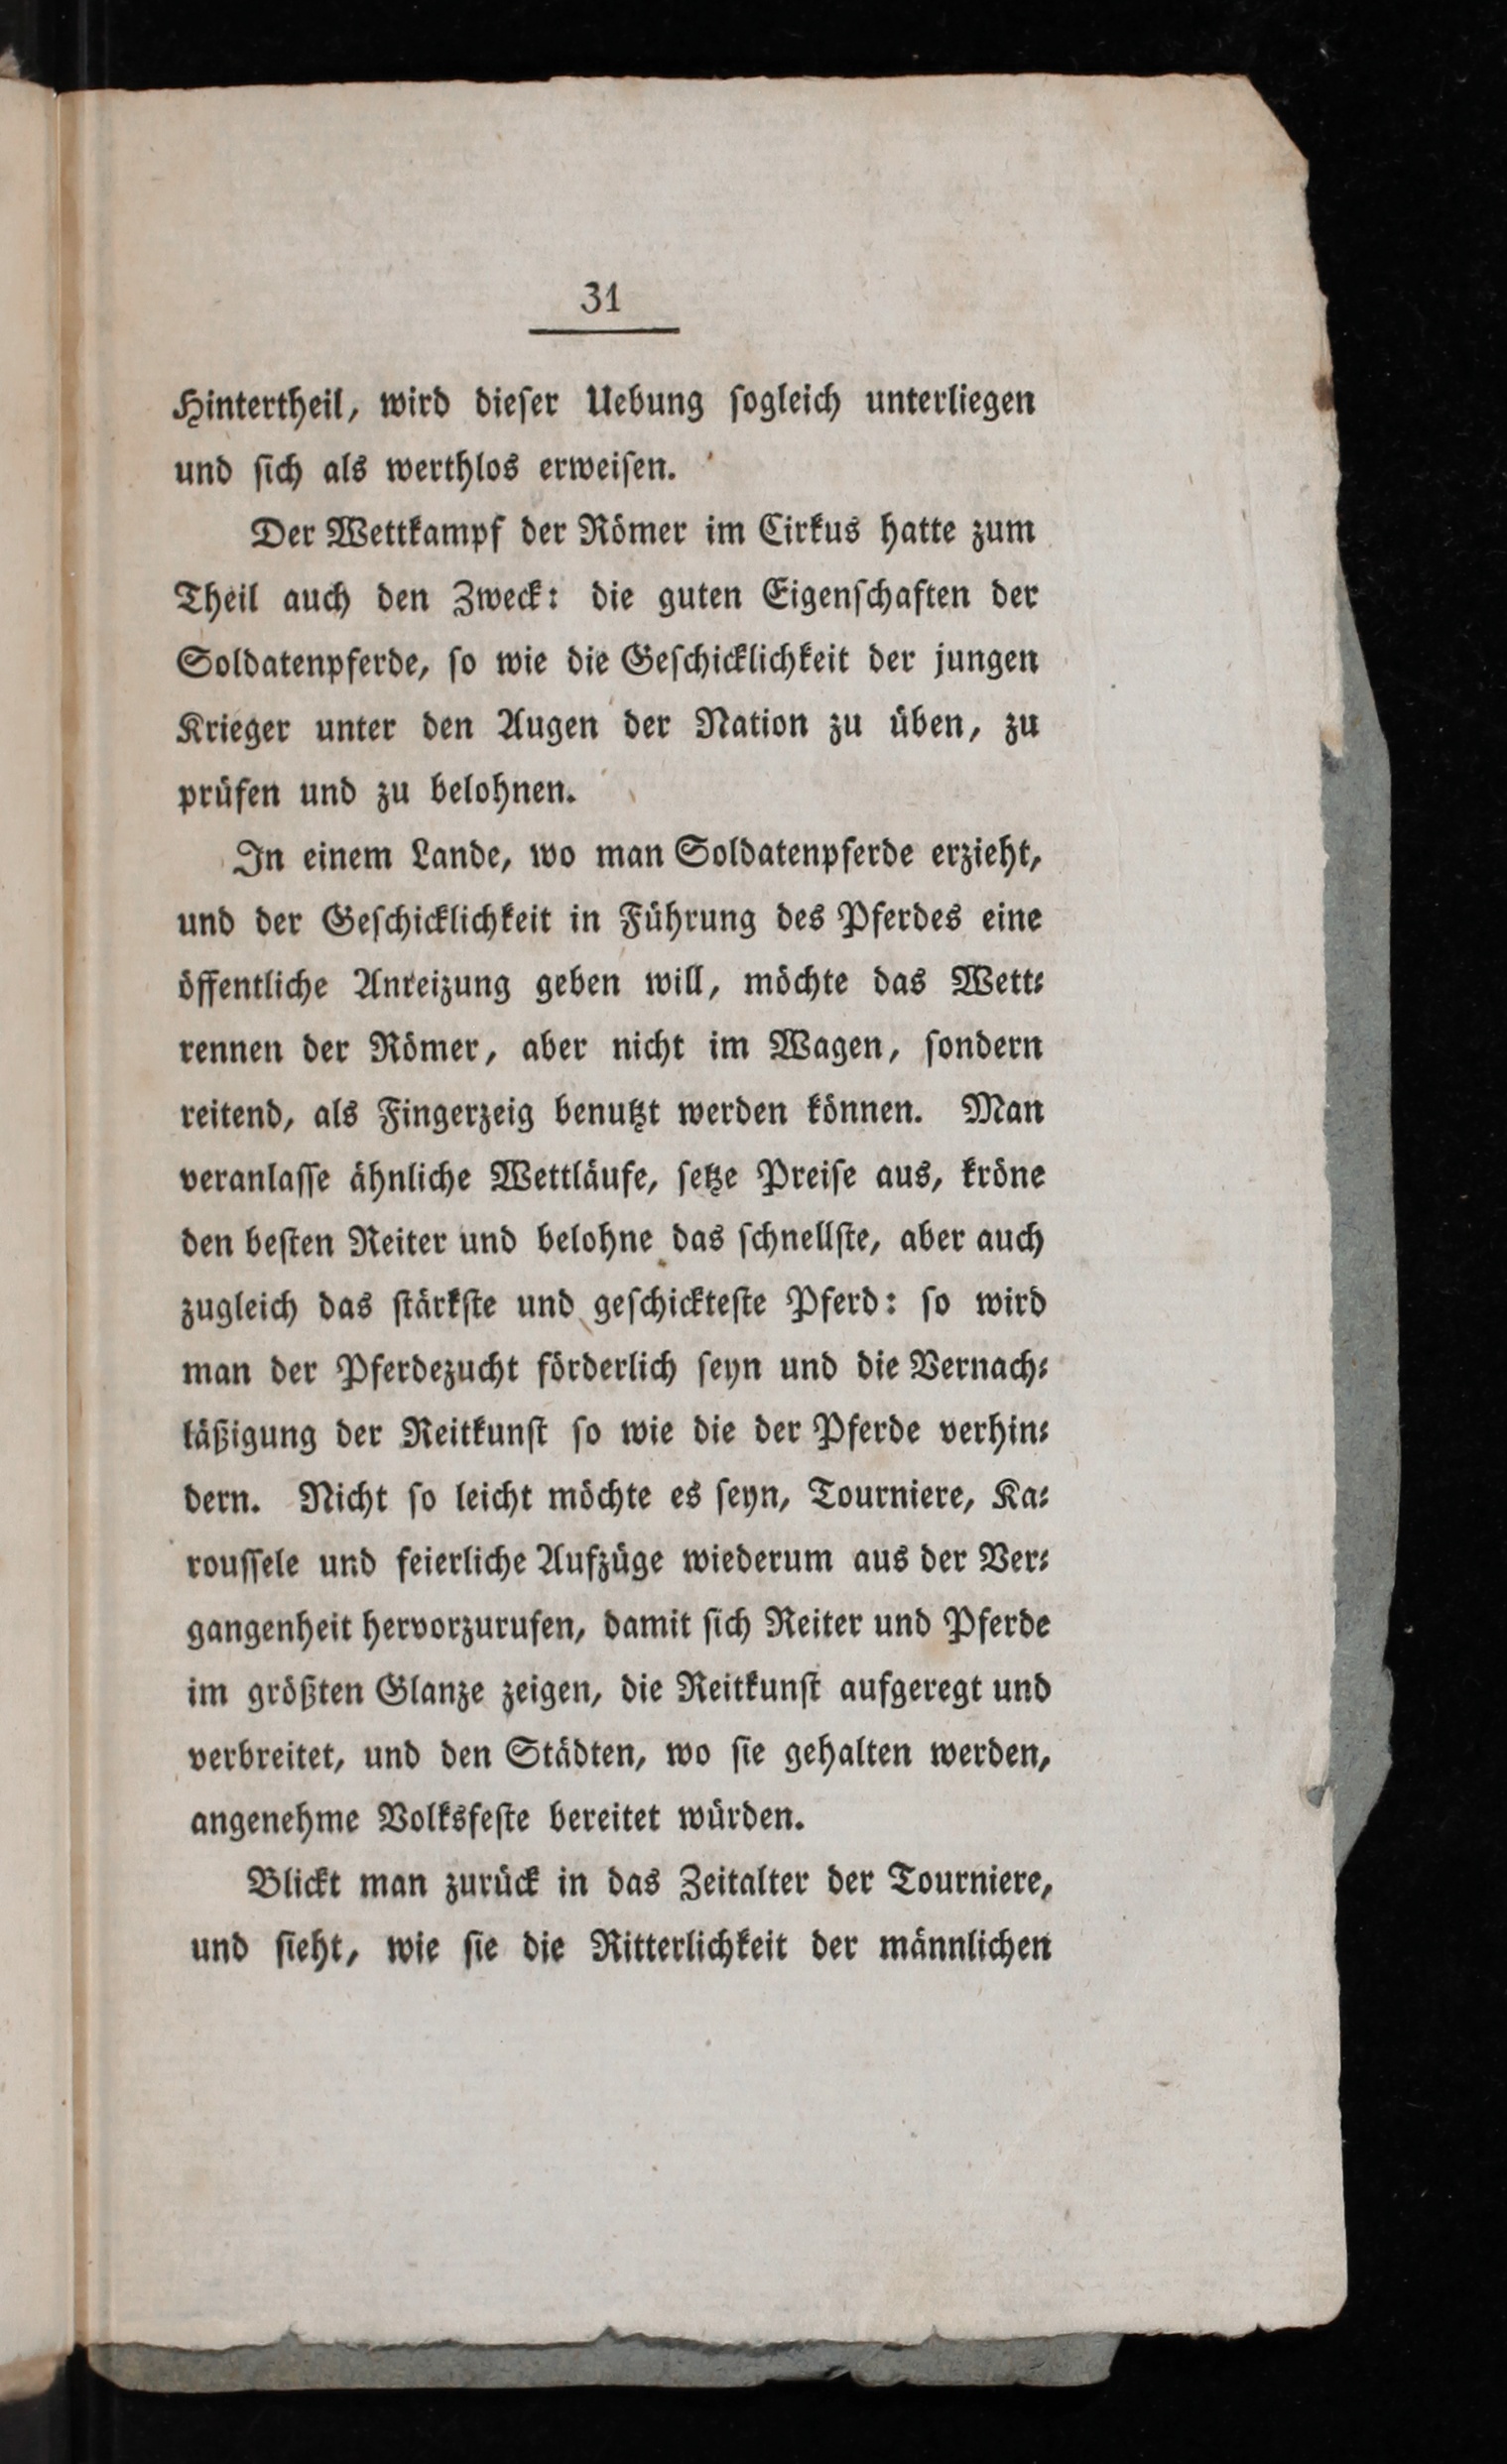 31
Hintertheil, wird dieſer Uebung ſogleich unterliegen
und ſich als werthlos erweiſen.
Der Wettkampf der Römer im Cirkus hatte zum
Theil auch den Zweck: die guten Eigenſchaften der
Soldatenpferde, ſo wie die Geſchicklichkeit der jungen
Krieger unter den Augen der Nation zu üben, zu
prüfen und zu belohnen.
In einem Lande, wo man Soldatenpferde erzieht,
und der Geſchicklichkeit in Führung des Pferdes eine
öffentliche Anreizung geben will, möchte das Wett⸗
rennen der Römer, aber nicht im Wagen, ſondern
reitend, als Fingerzeig benutzt werden können. Man
veranlaſſe ähnliche Wettläufe, ſetze Preiſe aus, kröne
den beſten Reiter und belohne das ſchnellſte, aber auch
zugleich das ſtärkſte und geſchickteſte Pferd: ſo wird
man der Pferdezucht förderlich ſeyn und die Vernach⸗
läßigung der Reitkunſt ſo wie die der Pferde verhin⸗
dern. Nicht ſo leicht möchte es ſeyn, Tourniere, Ka⸗
rouſſele und feierliche Aufzüge wiederum aus der Ver⸗
gangenheit hervorzurufen, damit ſich Reiter und Pferde
im größten Glanze zeigen, die Reitkunſt aufgeregt und
verbreitet, und den Städten, wo ſie gehalten werden,
angenehme Volksfeſte bereitet würden.
Blickt man zurück in das Zeitalter der Tourniere,
und ſieht, wie ſie die Ritterlichkeit der männlichen